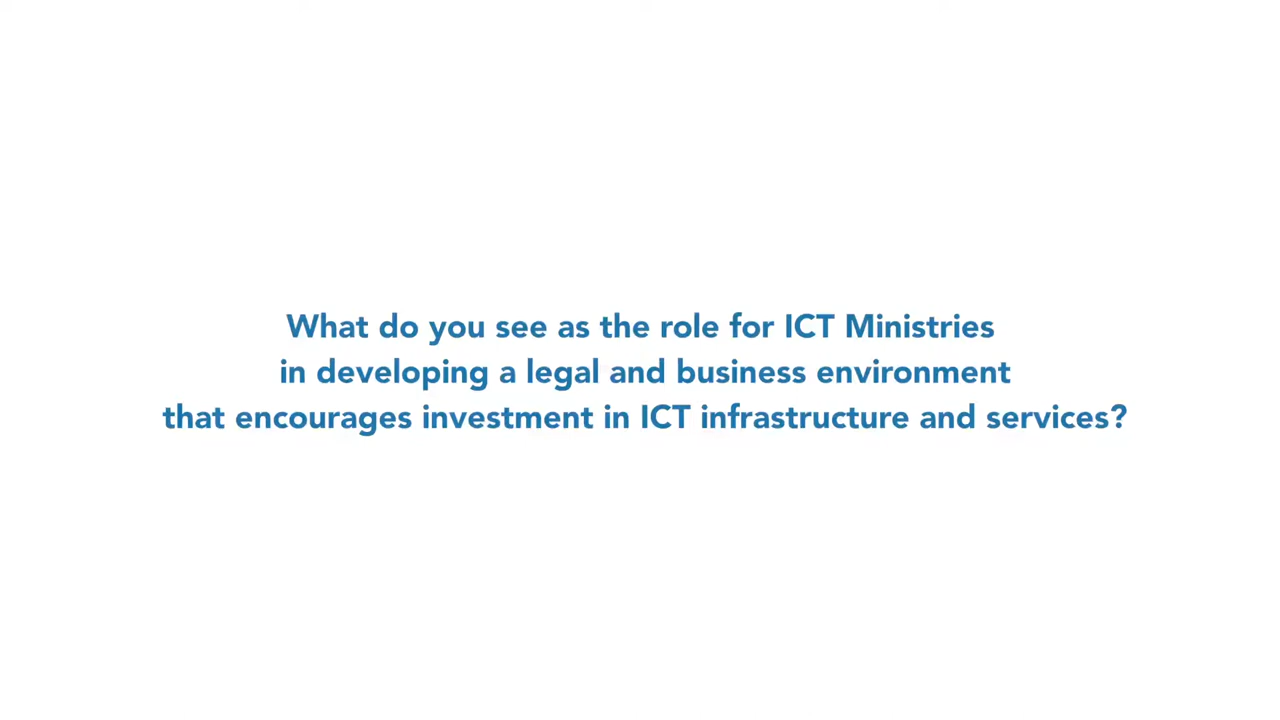 What do you see as the role for ICT Ministries
in developing a legal and business environment
that encourages investment in ICT infrastructure and services?